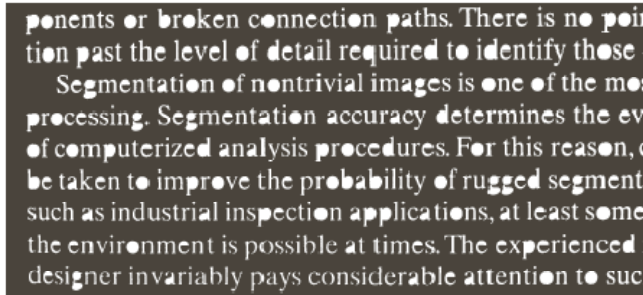 ponents or broken connection paths. There is no poin
tion past the level of detail required to identify those
Segmentation of nontrivial images is one of the mos
processing. Segmentation accuracy determines the ev
of computerized analysis procedures. For this reason, c
be taken to improve the probability of rugged segment
such as industrial inspection applications, at least some
the environment is possible at times. The experienced
designer invariably pays considerable attention to suc